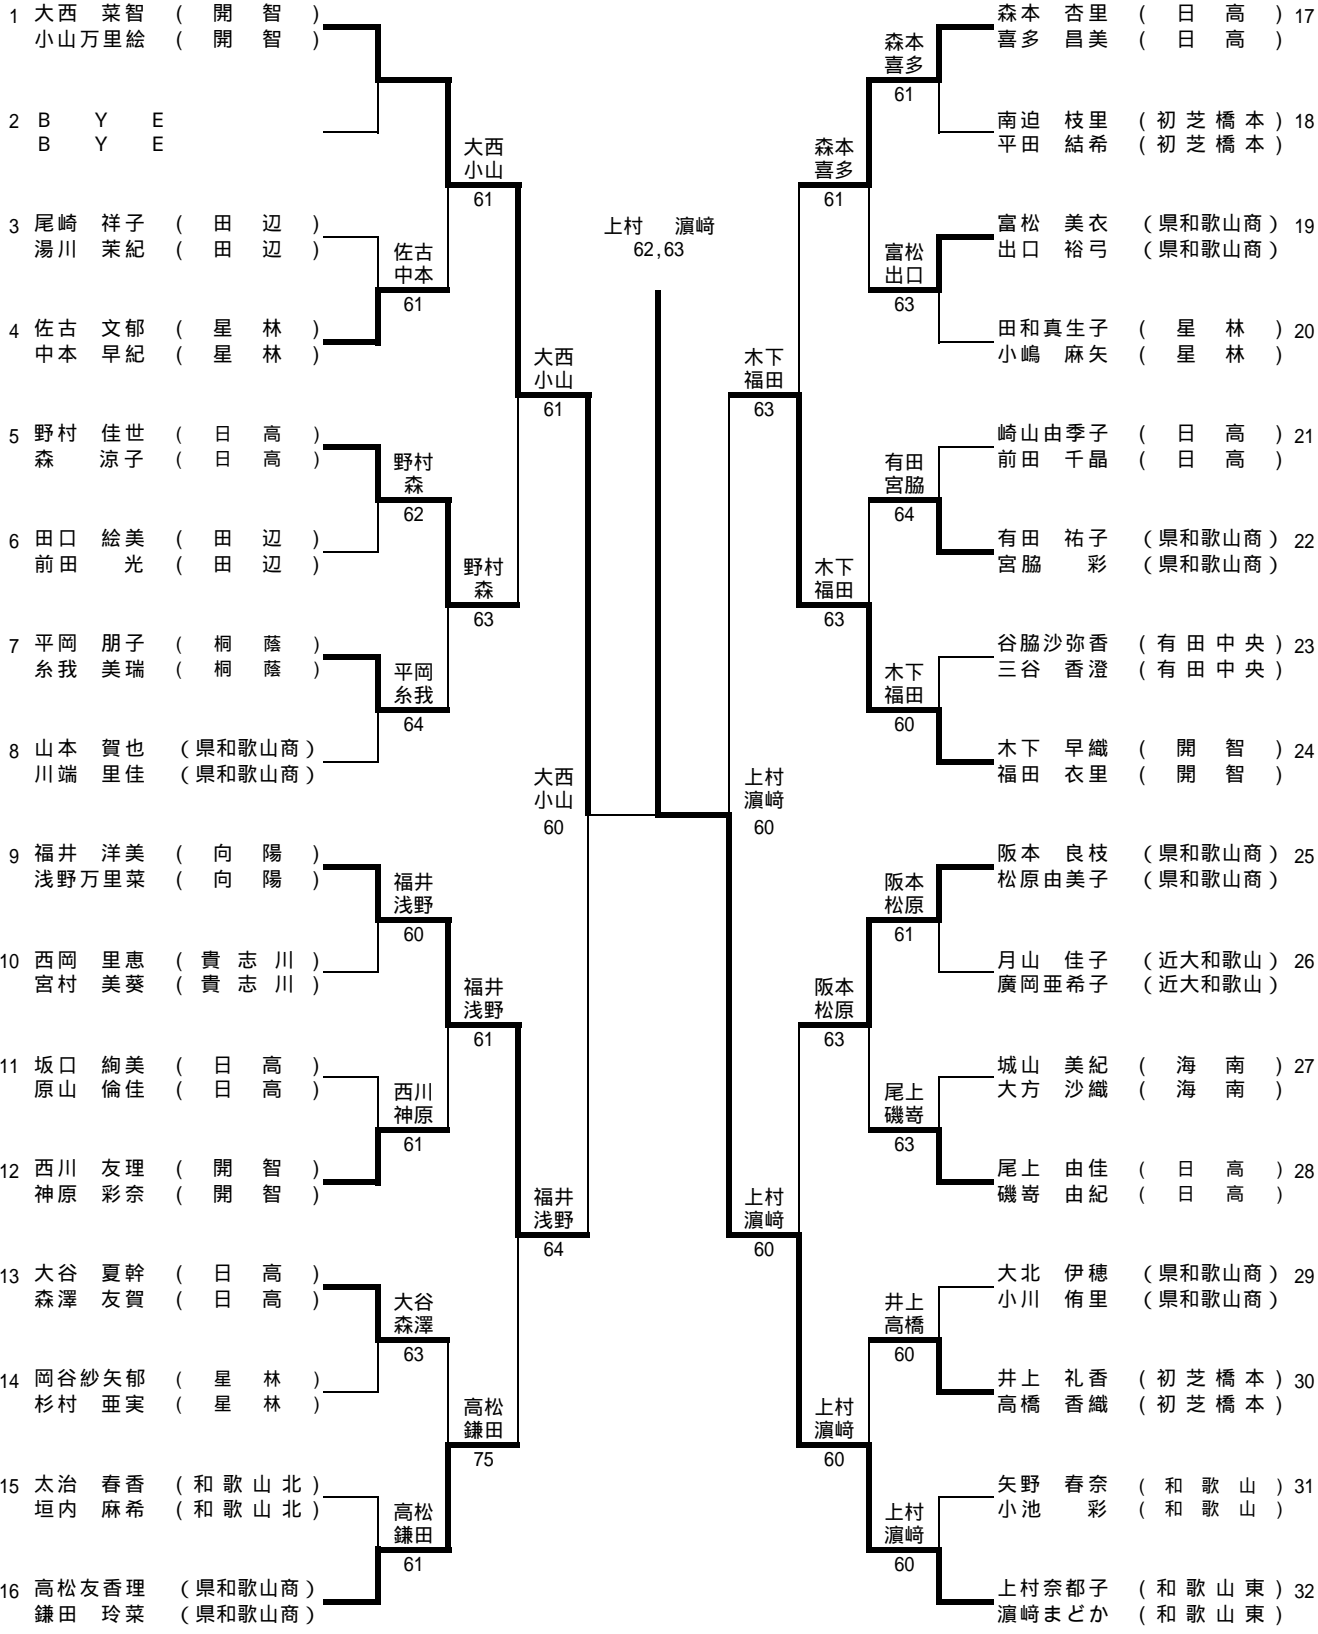 1 大西 菜智 ( 開 智 )
小山万里絵 ( 開 智 )
2 B Y E
B Y E
3 尾崎 祥子 ( 田 辺 )
湯川 茉紀 ( 田 辺 )
4 佐古 文郁 ( 星 林 )
中本 早紀 ( 星 林 )
5 野村 佳世 ( 日 高 )
森 涼子 ( 日 高 )
6 田口 絵美 ( 田 辺 )
前田 光 ( 田 辺 )
7 平岡 朋子 ( 桐 蔭 )
糸我 美瑞 ( 桐 蔭 )
8 山本 賀也 (県和歌山商)
川端 里佳 (県和歌山商)
9 福井 洋美 ( 向 陽 )
浅野万里菜 ( 向 陽 )
10 西岡 里恵 ( 貴 志 川 )
宮村 美葵 ( 貴 志 川 )
11 坂口 絢美 ( 日 高 )
原山 倫佳 ( 日 高 )
12 西川 友理 ( 開 智 )
神原 彩奈 ( 開 智 )
13 大谷 夏幹 ( 日 高 )
森澤 友賀 ( 日 高 )
14 岡谷紗矢郁 ( 星 林 )
杉村 亜実 ( 星 林 )
15 太治 春香 ( 和 歌 山 北 )
垣内 麻希 ( 和 歌 山 北 )
16 高松友香理 (県和歌山商)
鎌田 玲菜 (県和歌山商)
佐古
中本
61
野村
森
62
平岡
糸我
64
福井
浅野
60
西川
神原
61
大谷
森澤
63
高松
鎌田
61
大西
小山
61
野村
森
63
福井
浅野
61
高松
鎌田
75
大西
小山
61
福井
浅野
64
大西
小山
60
上村 濵﨑
62,63
上村
濵﨑
60
木下
福田
63
上村
濵﨑
60
森本
喜多
61
木下
福田
63
阪本
松原
63
上村
濵﨑
60
森本
喜多
61
富松
出口
63
有田
宮脇
64
木下
福田
60
阪本
松原
61
尾上
磯嵜
63
井上
高橋
60
上村
濵﨑
60
森本 杏里 ( 日 高 ) 17
喜多 昌美 ( 日 高 )
南迫 枝里 ( 初 芝 橋 本 ) 18
平田 結希 ( 初 芝 橋 本 )
富松 美衣 (県和歌山商) 19
出口 裕弓 (県和歌山商)
田和真生子 ( 星 林 ) 20
小嶋 麻矢 ( 星 林 )
崎山由季子 ( 日 高 ) 21
前田 千晶 ( 日 高 )
有田 祐子 (県和歌山商) 22
宮脇 彩 (県和歌山商)
谷脇沙弥香 ( 有 田 中 央 ) 23
三谷 香澄 ( 有 田 中 央 )
木下 早織 ( 開 智 ) 24
福田 衣里 ( 開 智 )
阪本 良枝 (県和歌山商) 25
松原由美子 (県和歌山商)
月山 佳子 (近大和歌山) 26
廣岡亜希子 (近大和歌山)
城山 美紀 ( 海 南 ) 27
大方 沙織 ( 海 南 )
尾上 由佳 ( 日 高 ) 28
磯嵜 由紀 ( 日 高 )
大北 伊穂 (県和歌山商) 29
小川 侑里 (県和歌山商)
井上 礼香 ( 初 芝 橋 本 ) 30
高橋 香織 ( 初 芝 橋 本 )
矢野 春奈 ( 和 歌 山 ) 31
小池 彩 ( 和 歌 山 )
上村奈都子 ( 和 歌 山 東 ) 32
濵﨑まどか ( 和 歌 山 東 )